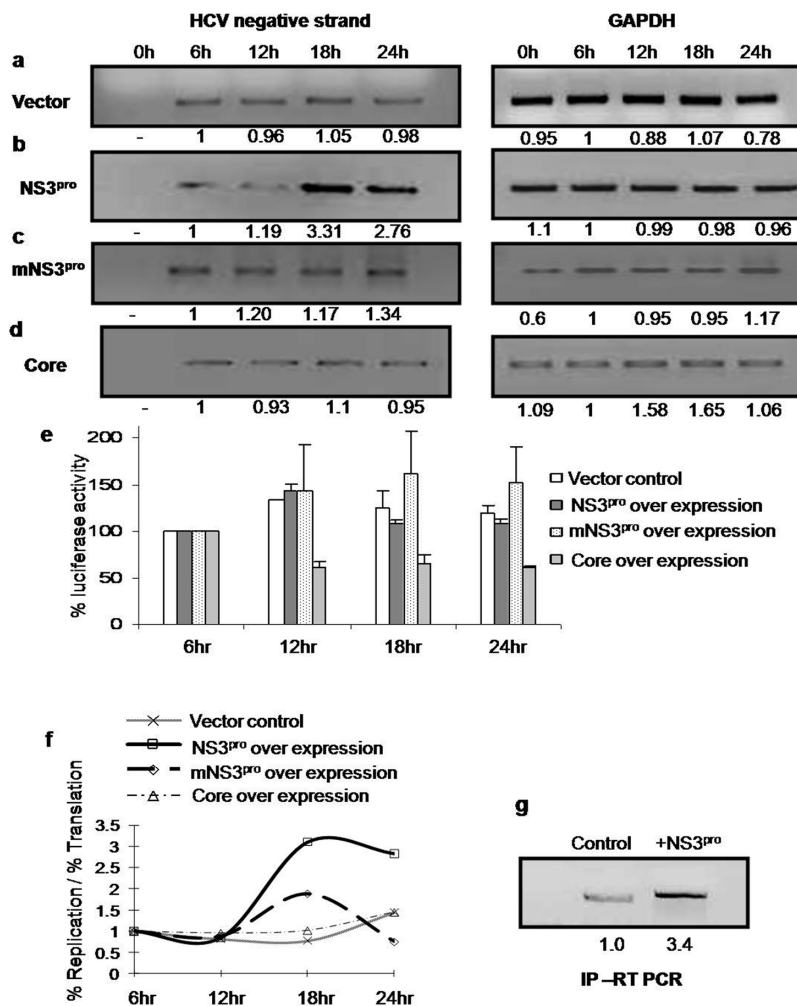 HCV negative strand GAPDH
0h 6h 12h 18h 24h 0h 6h 12h 18h 24h
a
Vector
- 1 0.96 1.05 0.98 0.95 1 0.88 1.07 0.78
b
NS3pro
- 1 1.19 3.31 2.76 1.1 1 0.99 0.98 0.96
c
mNS3pro
- 1 1.20 1.17 1.34 0.6 1 0.95 0.95 1.17
d
Core
- 1 0.93 1.1 0.95 1.09 1 1.58 1.65 1.06
e
% luciferase activity
200
150
100
50
0
6hr 12hr 18hr 24hr
Vector control
NS3pro over expression
mNS3pro over expression
Core over expression
f
Vector control
NS3pro over expression
mNS3pro over expression
Core over expression
% Replication / % Translation
3.5
3
2.5
2
1.5
1
0.5
0
6hr 12hr 18hr 24hr
g
Control +NS3pro
1.0 3.4
IP –RT PCR